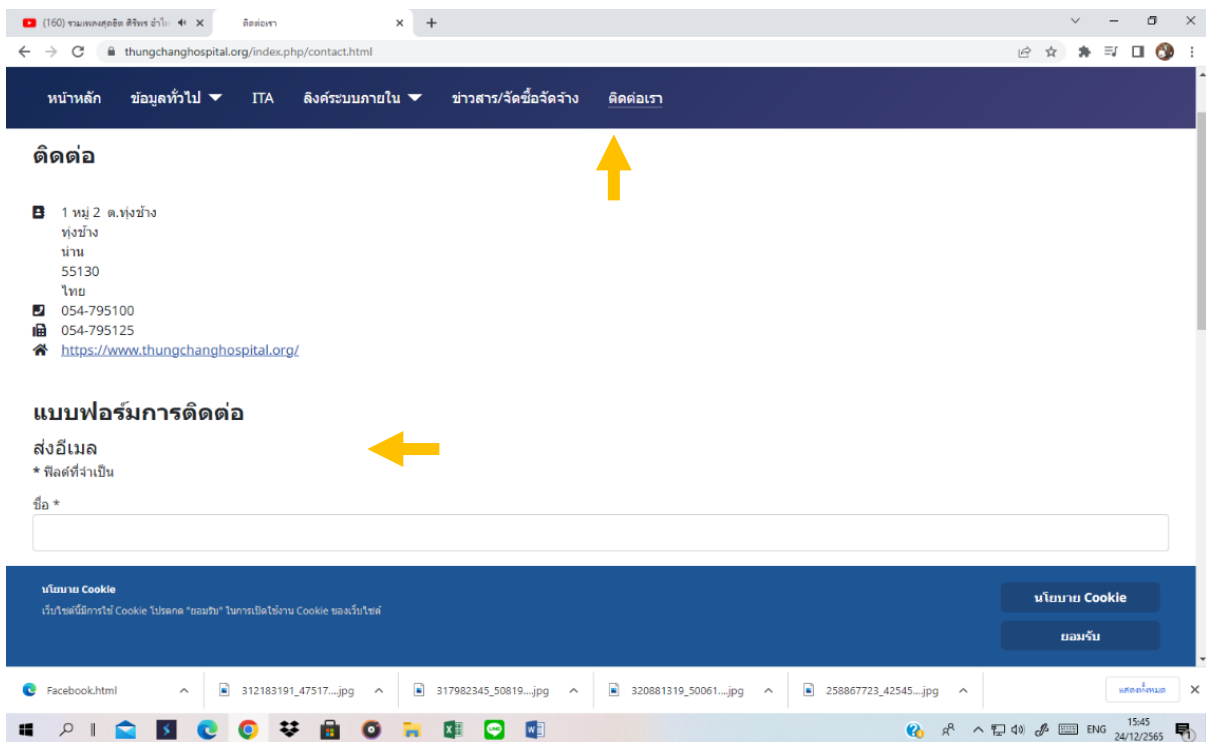 (160) รวมเพลงสุดฮิต ศิริพร อำไ
ติดต่อเรา
thungchanghospital.org/index.php/contact.html
หน้าหลัก ข้อมูลทั่วไป ITA ลิงค์ระบบภายใน ข่าวสาร/จัดซื้อจัดจ้าง ติดต่อเรา
ติดต่อ
1 หมู่ 2 ต.ทุ่งช้าง
ทุ่งช้าง
น่าน
55130
ไทย
054-795100
054-795125
https://www.thungchanghospital.org/
แบบฟอร์มการติดต่อ
ส่งอีเมล
* ฟิลด์ที่จำเป็น
ชื่อ *
นโยบาย Cookie
เว็บไซต์นี้มีการใช้ Cookie โปรดกด "ยอมรับ" ในการเปิดใช้งาน Cookie ของเว็บไซต์
นโยบาย Cookie
ยอมรับ
Facebook.html 312183191_47517....jpg 317982345_50819....jpg 320881319_50061....jpg 258867723_42545....jpg แสดงทั้งหมด
ENG 15:45
24/12/2565